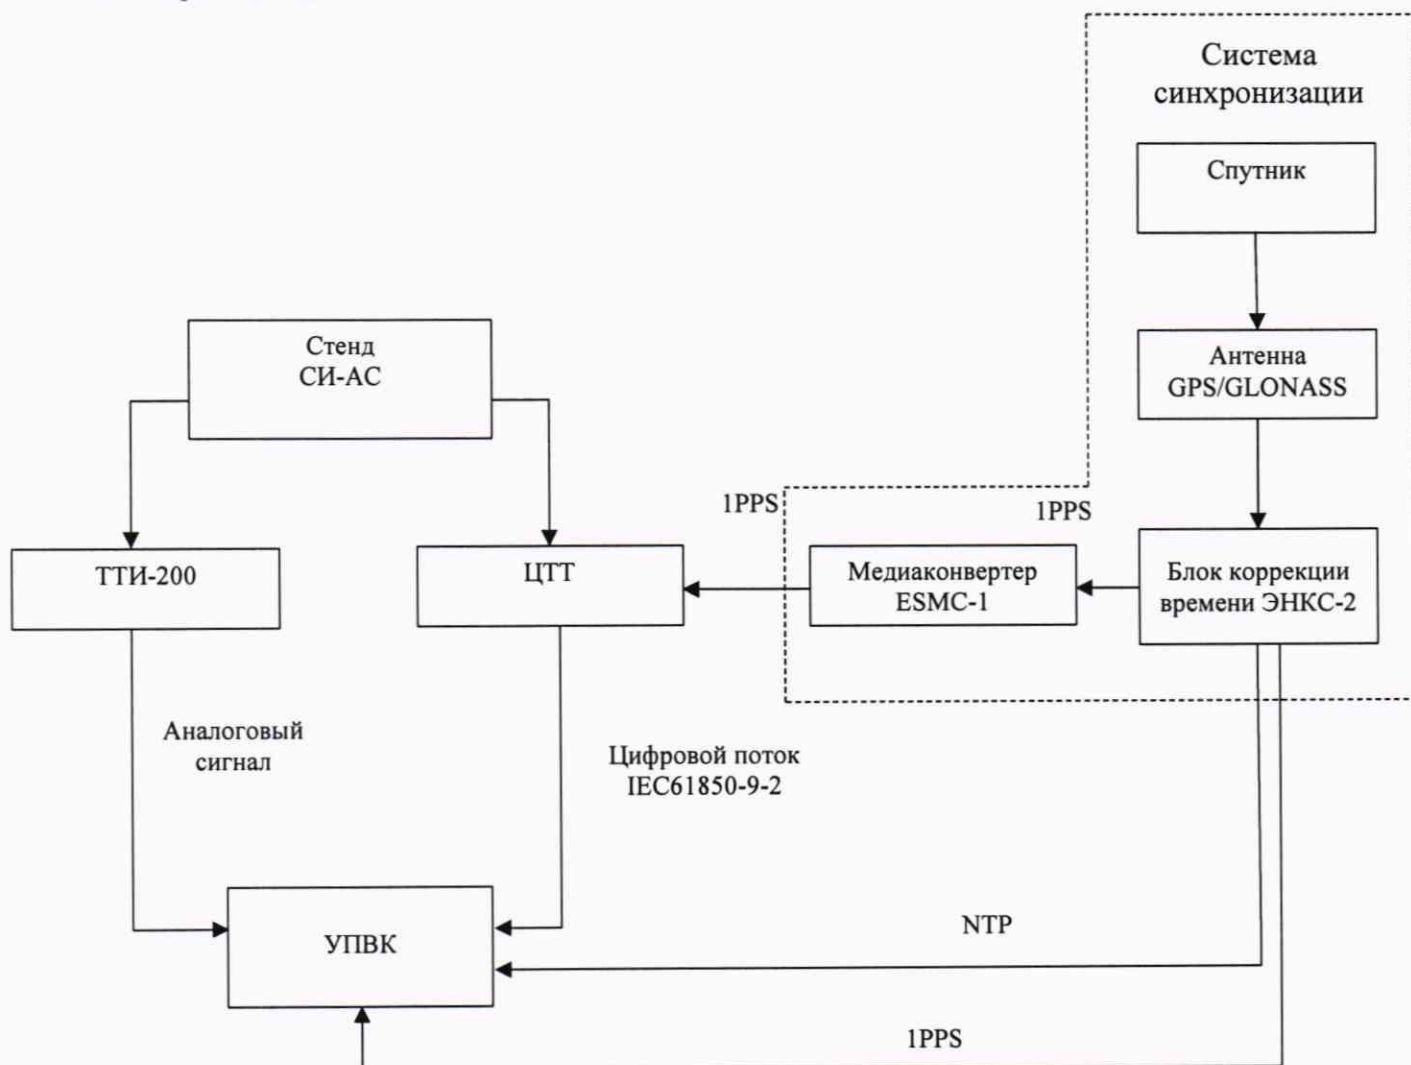 Система
синхронизации
Спутник
Антенна
GPS/GLONASS
Стенд
СИ-АС
1PPS
1PPS
ТТИ-200
ЦТТ
Медиаконвертер
ESMC-1
Блок коррекции
времени ЭНКС-2
Аналоговый
сигнал
Цифровой поток
IEC61850-9-2
УПВК
NTP
1PPS